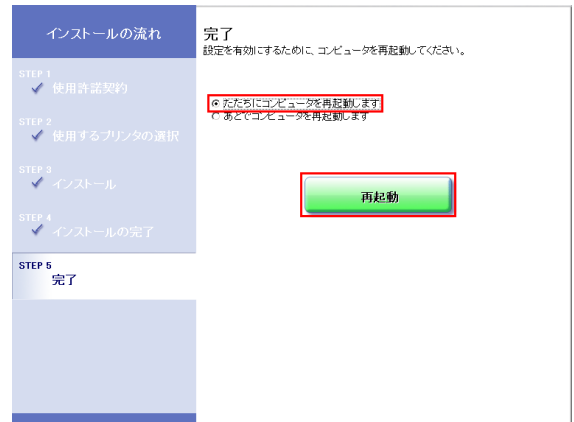 インストールの流れ
STEP 1
使用許諾契約
STEP 2
使用するプリンタの選択
STEP 3
インストール
STEP 4
インストールの完了
STEP 5
完了
完了
設定を有効にするために、コンピュータを再起動してください。
ただちにコンピュータを再起動します
あとでコンピュータを再起動します
再起動